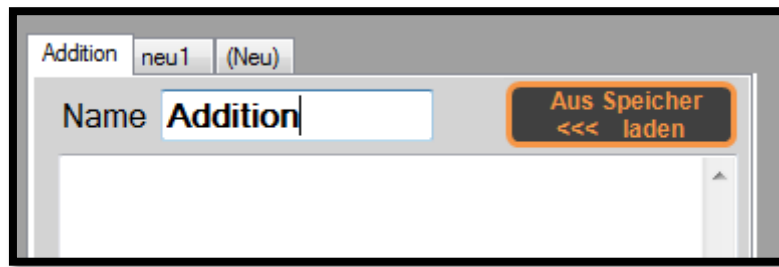 Addition neu1 (Neu)
Name Addition
Aus Speicher
<<< laden